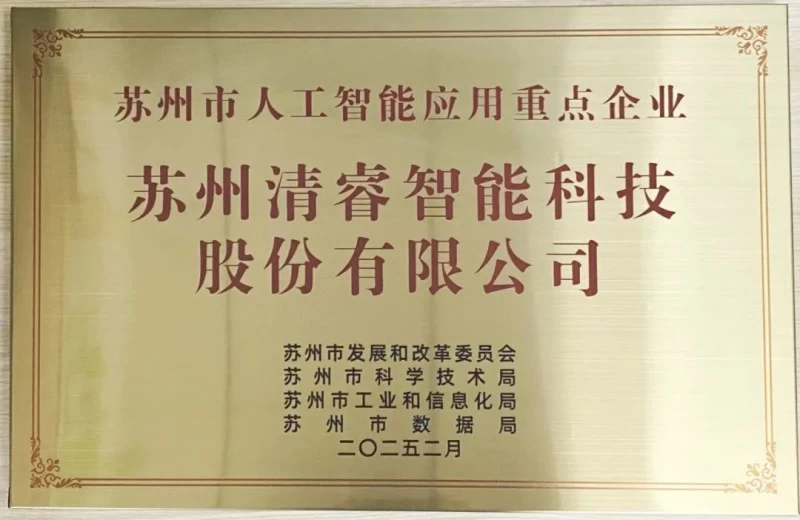 苏州市人工智能应用重点企业
苏州清睿智能科技
股份有限公司
苏州市发展和改革委员会
苏州市科学技术局
苏州市工业和信息化局
苏州市数据局
二〇二五二月